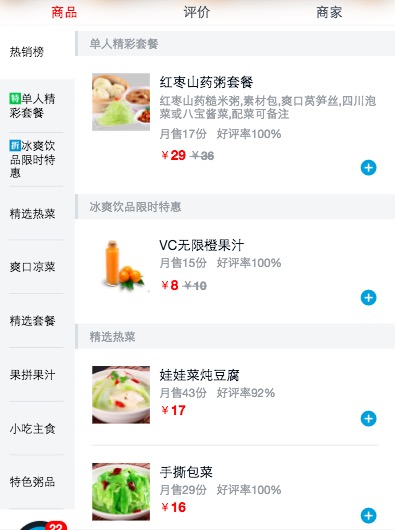 商品
评价
商家
热销榜
特 单人精
彩套餐
折 冰爽饮
品限时特
惠
精选热菜
爽口凉菜
精选套餐
果拼果汁
小吃主食
特色粥品
22
单人精彩套餐
红枣山药粥套餐
红枣山药糙米粥,素材包,爽口莴笋丝,四川泡
菜或八宝酱菜,配菜可备注
月售17份 好评率100%
￥29 ￥36
冰爽饮品限时特惠
VC无限橙果汁
月售15份 好评率100%
￥8 ￥10
精选热菜
娃娃菜炖豆腐
月售43份 好评率92%
￥17
手撕包菜
月售29份 好评率100%
￥16